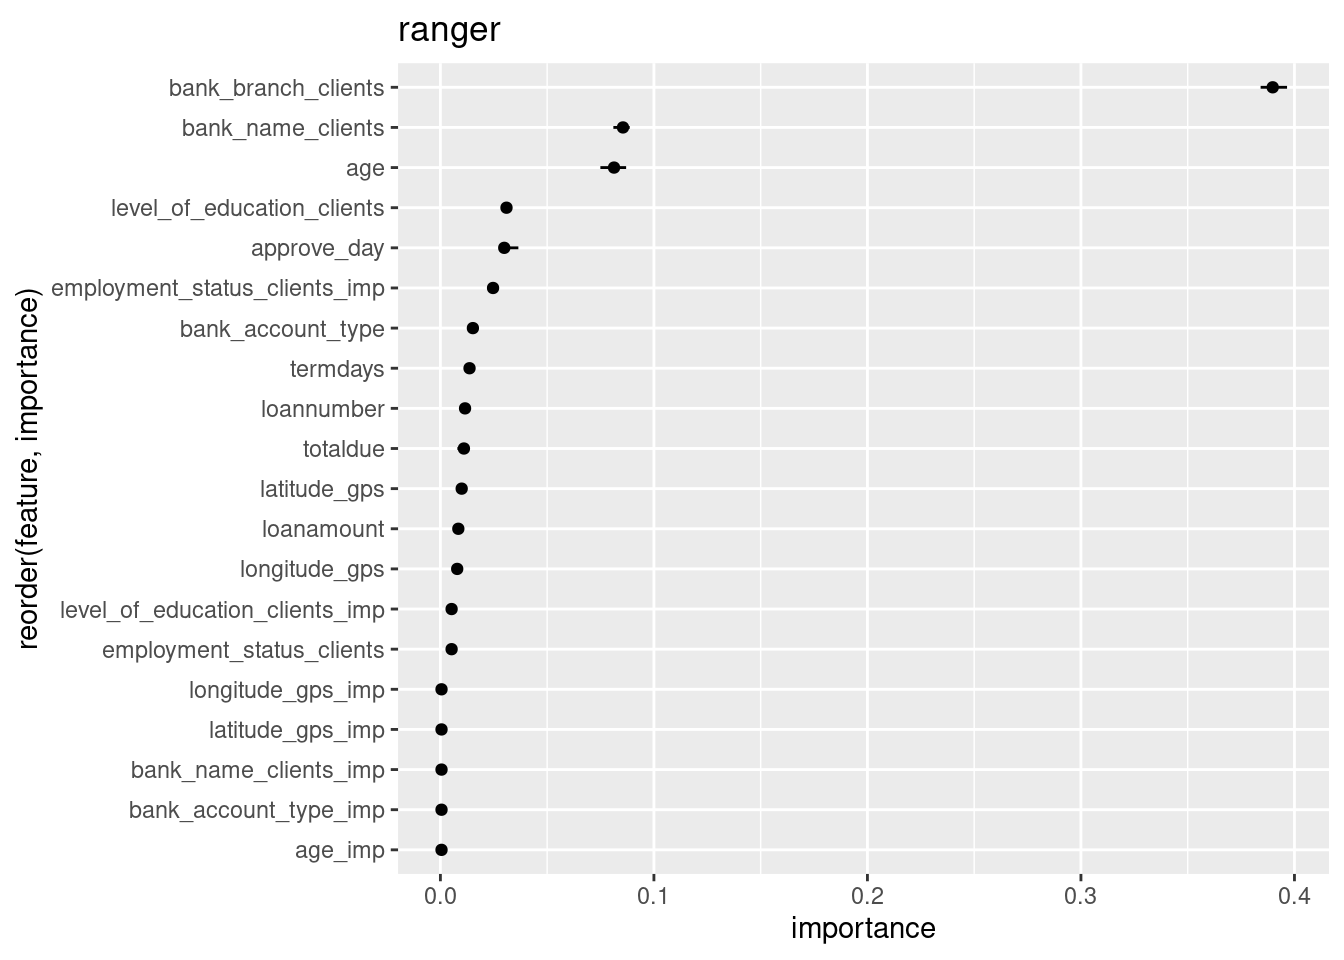 ranger
bank_branch_clients
bank_name_clients
age
level_of_education_clients
approve_day
employment_status_clients_imp
bank_account_type
termdays
loannumber
totaldue
latitude_gps
loanamount
longitude_gps
level_of_education_clients_imp
employment_status_clients
longitude_gps_imp
latitude_gps_imp
bank_name_clients_imp
bank_account_type_imp
age_imp
reorder(feature, importance)
0.0 0.1 0.2 0.3 0.4
importance